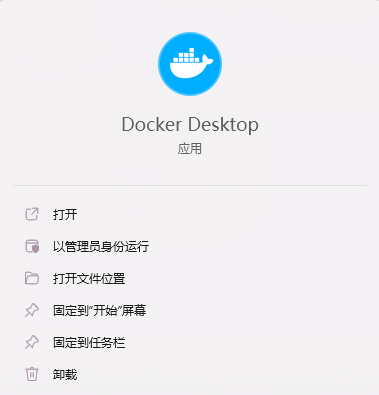 Docker Desktop
应用
打开
以管理员身份运行
打开文件位置
固定到"开始"屏幕
固定到任务栏
卸载